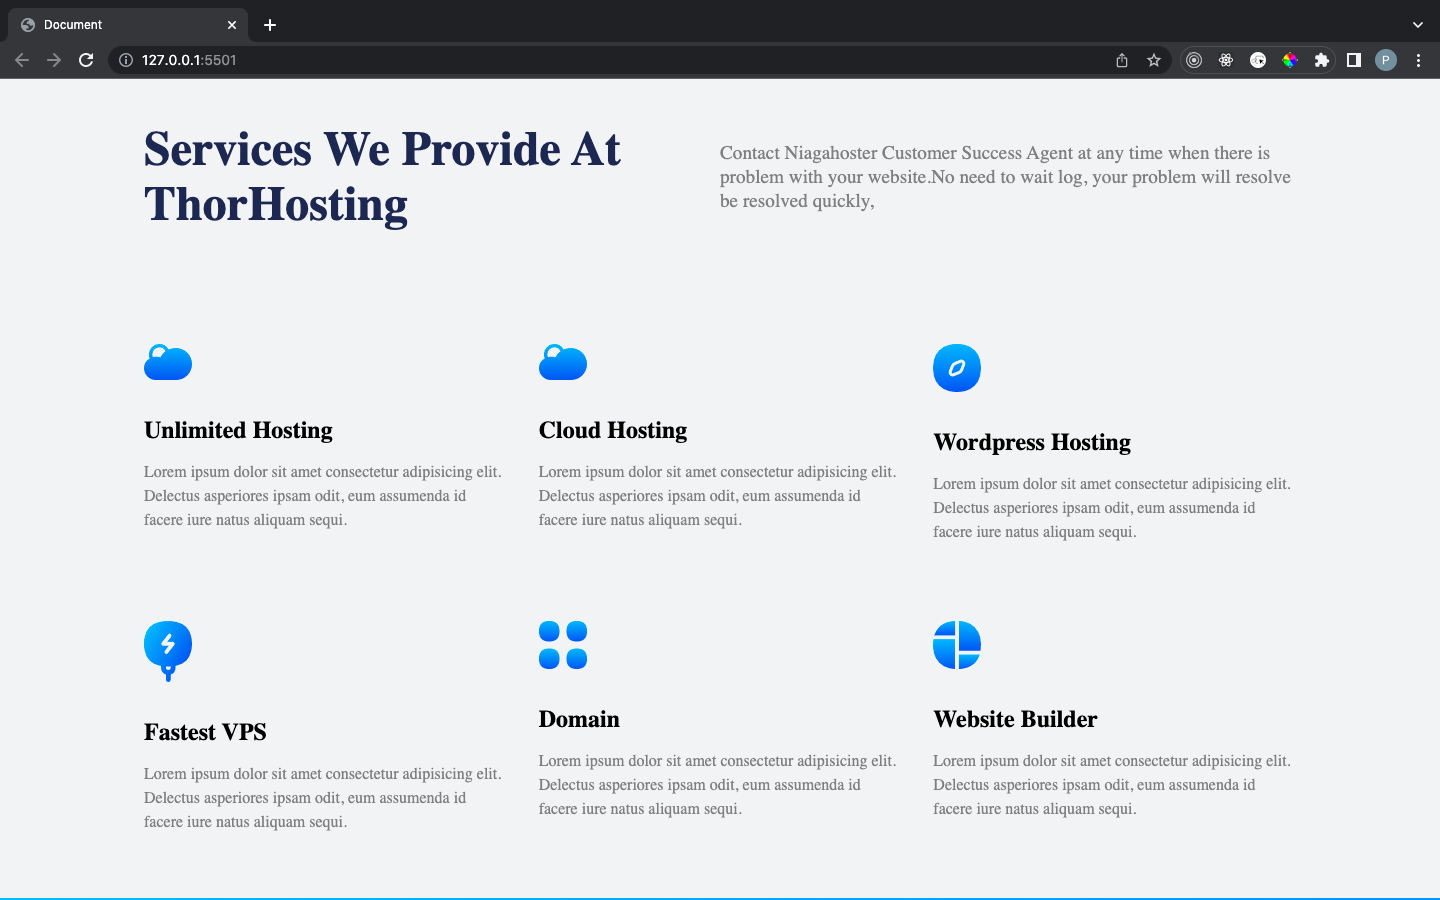 Document
127.0.0.1:5501
P
Services We Provide At
ThorHosting
Contact Niagahoster Customer Success Agent at any time when there is
problem with your website.No need to wait log, your problem will resolve
be resolved quickly,
Unlimited Hosting
Lorem ipsum dolor sit amet consectetur adipisicing elit.
Delectus asperiores ipsam odit, eum assumenda id
facere iure natus aliquam sequi.
Cloud Hosting
Lorem ipsum dolor sit amet consectetur adipisicing elit.
Delectus asperiores ipsam odit, eum assumenda id
facere iure natus aliquam sequi.
Wordpress Hosting
Lorem ipsum dolor sit amet consectetur adipisicing elit.
Delectus asperiores ipsam odit, eum assumenda id
facere iure natus aliquam sequi.
Fastest VPS
Lorem ipsum dolor sit amet consectetur adipisicing elit.
Delectus asperiores ipsam odit, eum assumenda id
facere iure natus aliquam sequi.
Domain
Lorem ipsum dolor sit amet consectetur adipisicing elit.
Delectus asperiores ipsam odit, eum assumenda id
facere iure natus aliquam sequi.
Website Builder
Lorem ipsum dolor sit amet consectetur adipisicing elit.
Delectus asperiores ipsam odit, eum assumenda id
facere iure natus aliquam sequi.